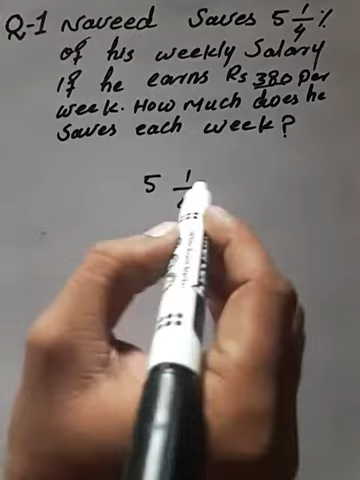 Q-1 Naveed Saves 5 1/4 %
of his weekly Salary
If he earns Rs 380 Per
week. How Much does he
Saves each week?
5 1